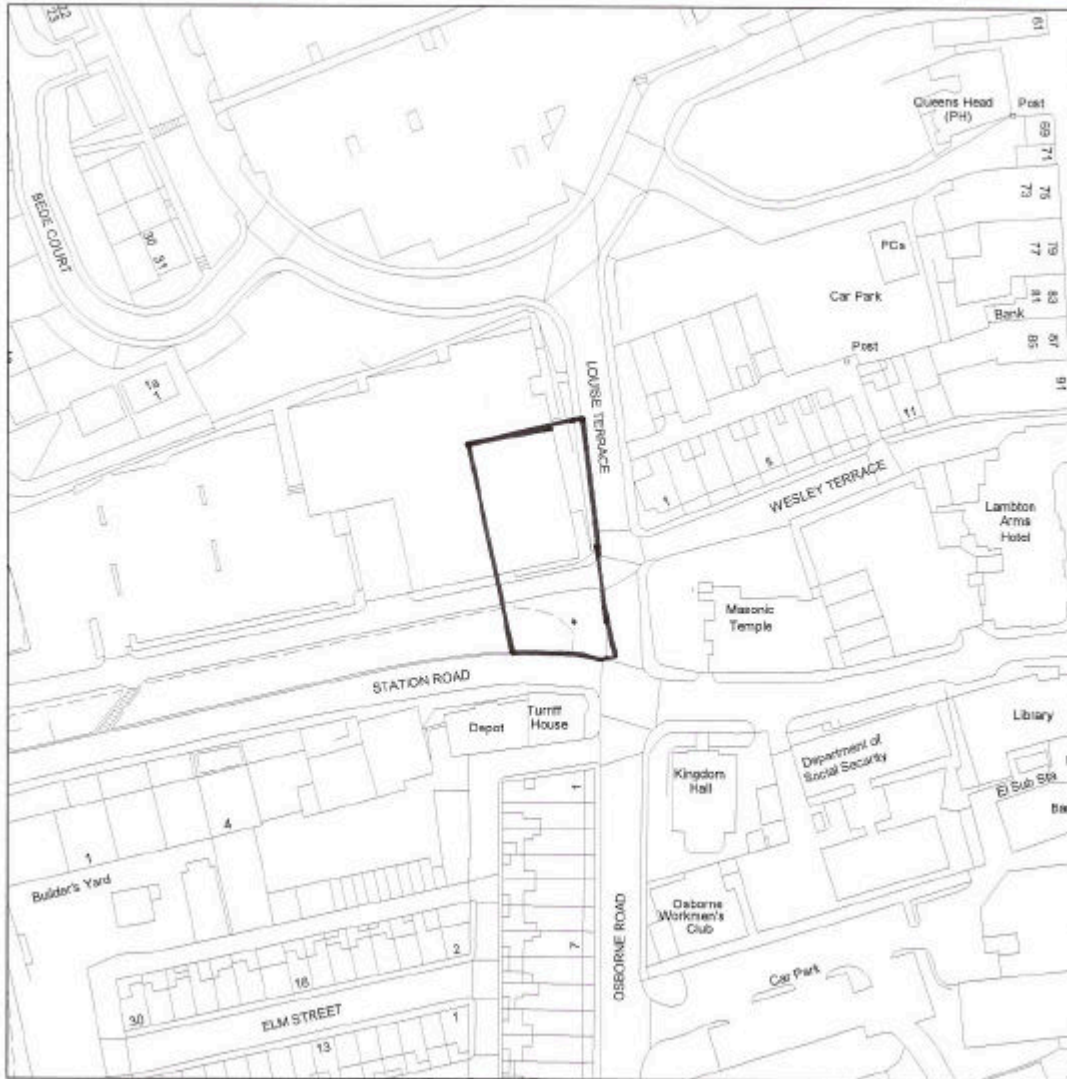 22
23
61
Queens Head
(PH)
Post
69
71
73
75
BEDE COURT
30
31
PCs
77
79
Car Park
81
83
Bank
85
87
Post
1a
1
LOUISE TERRACE
91
11
5
1
WESLEY TERRACE
Lambton
Arms
Hotel
Masonic
Temple
STATION ROAD
Turriff
House
Depot
Library
Department of
Social Security
Kingdom
Hall
El Sub Sta
1
4
1
Builder's Yard
Osborne
Workmen's
Club
7
OSBORNE ROAD
2
18
30
Car Park
ELM STREET
1
13